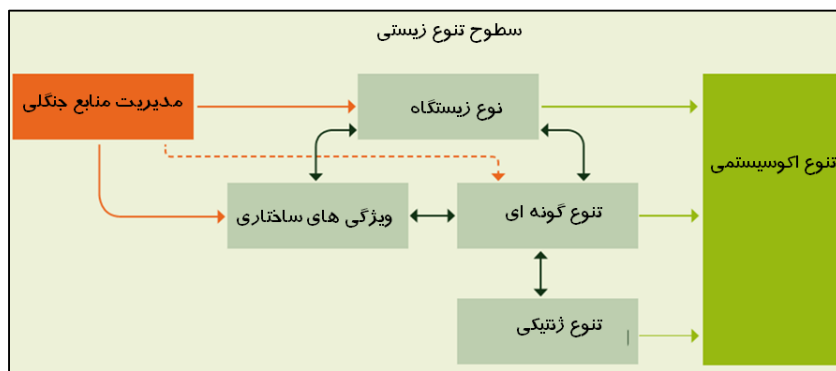 سطوح تنوع زیستی
مدیریت منابع جنگلی
نوع زیستگاه
تنوع اکوسیستمی
ویژگی های ساختاری
تنوع گونه ای
تنوع ژنتیکی